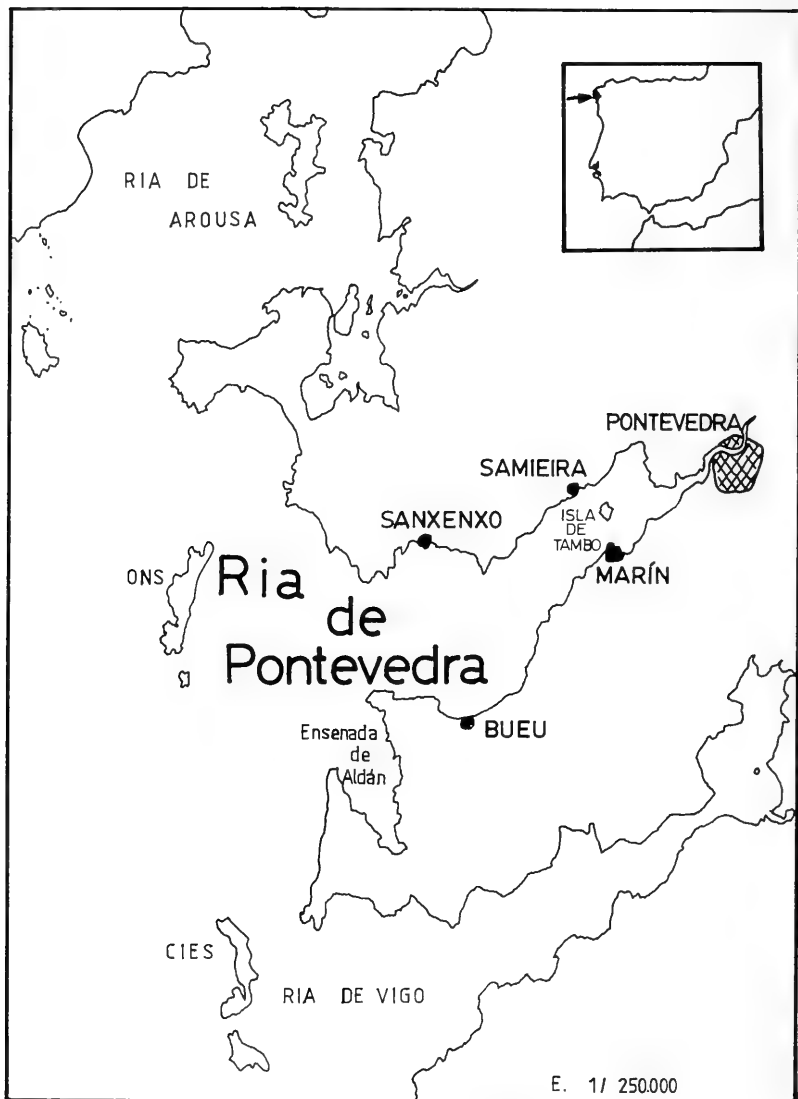 RIA DE
AROUSA
PONTEVEDRA
SAMIEIRA
SANXENXO
ISLA
DE
TAMBO
MARÍN
ONS
Ria
de
Pontevedra
BUEU
Ensenada
de
Aldán
CIES
RIA DE VIGO
E. 1/ 250.000